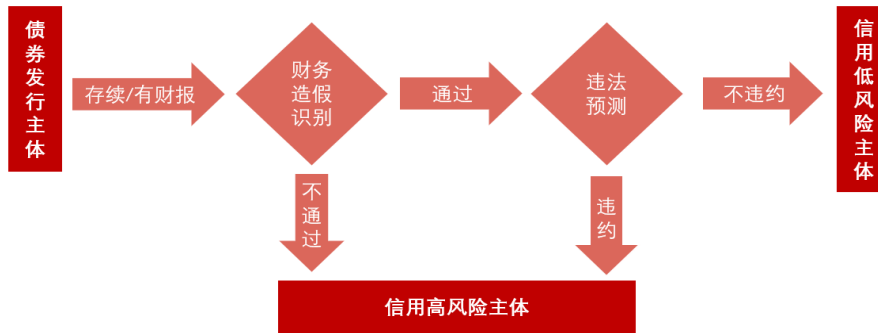 债券发行主体
存续/有财报
财务
造假
识别
通过
违法
预测
不违约
信用低风险主体
不通过
违约
信用高风险主体